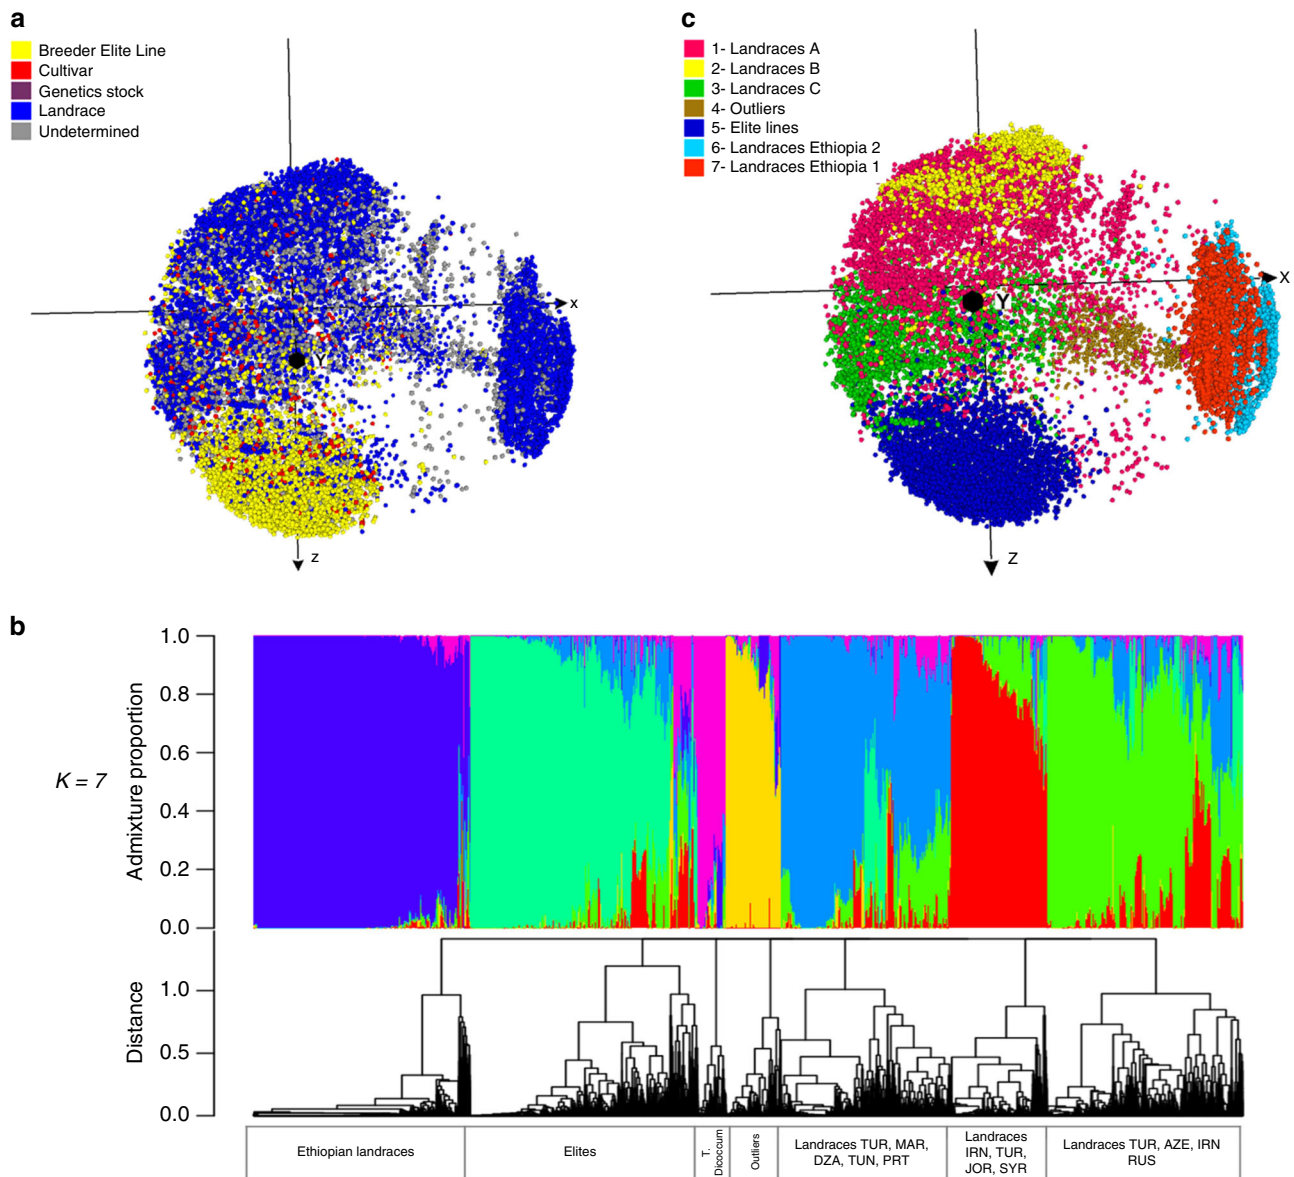 a
Breeder Elite Line
Cultivar
Genetics stock
Landrace
Undetermined
x
Y
z
c
1- Landraces A
2- Landraces B
3- Landraces C
4- Outliers
5- Elite lines
6- Landraces Ethiopia 2
7- Landraces Ethiopia 1
X
Y
Z
b
K = 7
Admixture proportion
1.0
0.8
0.6
0.4
0.2
0.0
Distance
1.0
0.5
0.0
Ethiopian landraces
Elites
T.
Dicoccum
Outliers
Landraces TUR, MAR,
DZA, TUN, PRT
Landraces
IRN, TUR,
JOR, SYR
Landraces TUR, AZE, IRN
RUS